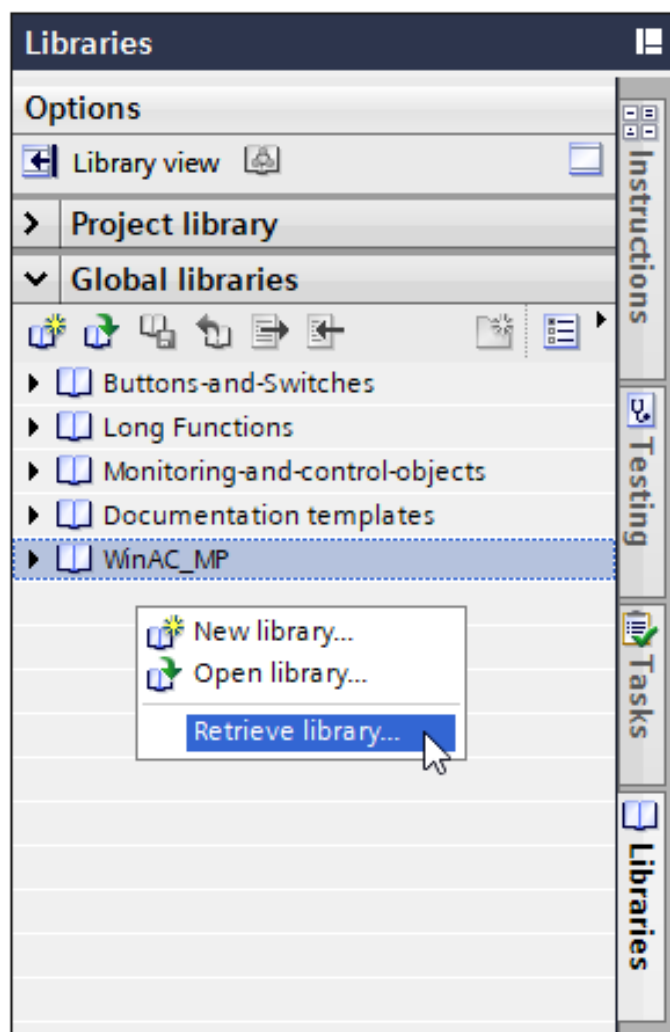 Libraries
Options
Library view
Project library
Global libraries
Buttons-and-Switches
Long Functions
Monitoring-and-control-objects
Documentation templates
WinAC_MP
New library...
Open library...
Retrieve library...
Instructions
Testing
Tasks
Libraries